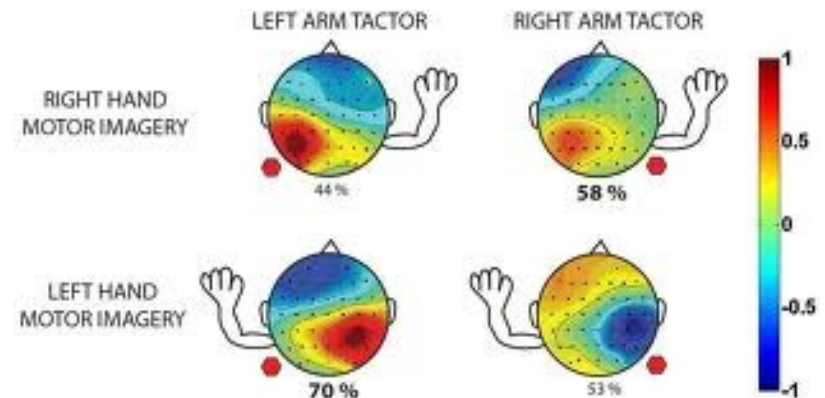 LEFT ARM TACTOR
RIGHT ARM TACTOR
RIGHT HAND
MOTOR IMAGERY
44 %
58 %
LEFT HAND
MOTOR IMAGERY
70 %
53 %
1
0.5
0
-0.5
-1